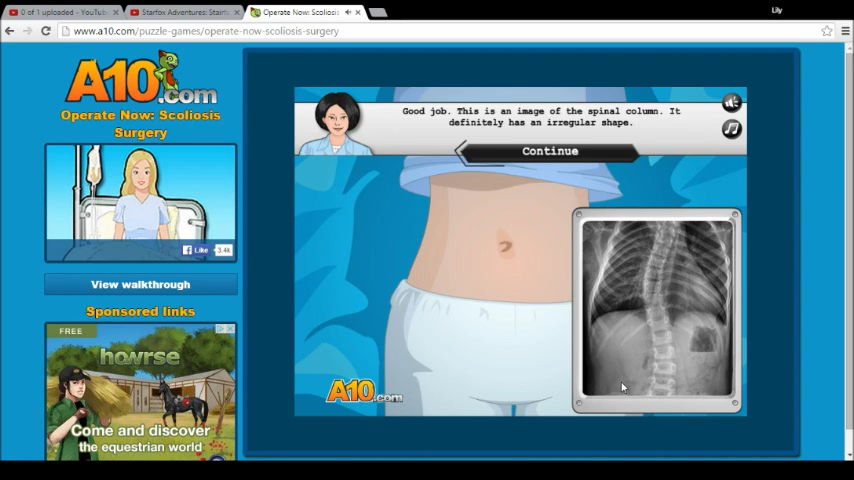 0 of 1 uploaded - YouTub
Starfox Adventures: Stairf
Operate Now: Scoliosis
Lily
www.a10.com/puzzle-games/operate-now-scoliosis-surgery
A10.com
Operate Now: Scoliosis
Surgery
Like 3.4k
View walkthrough
Sponsored links
FREE
howrse
Come and discover
the equestrian world
Good job. This is an image of the spinal column. It
definitely has an irregular shape.
Continue
A10.com